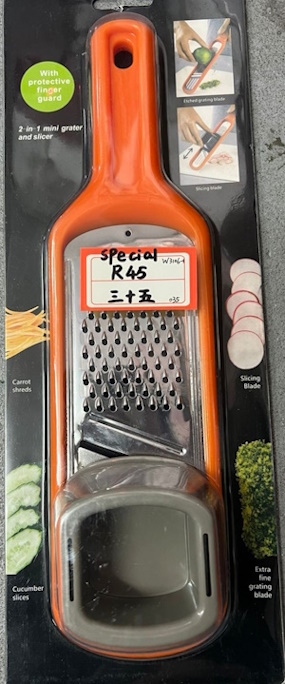 With
protective
finger
guard
2-in-1 mini grater
and slicer
Etched grating blade
Slicing blade
Special
R45
三十五
035
Carrot
shreds
Slicing
Blade
Cucumber
slices
Extra
fine
grating
blade